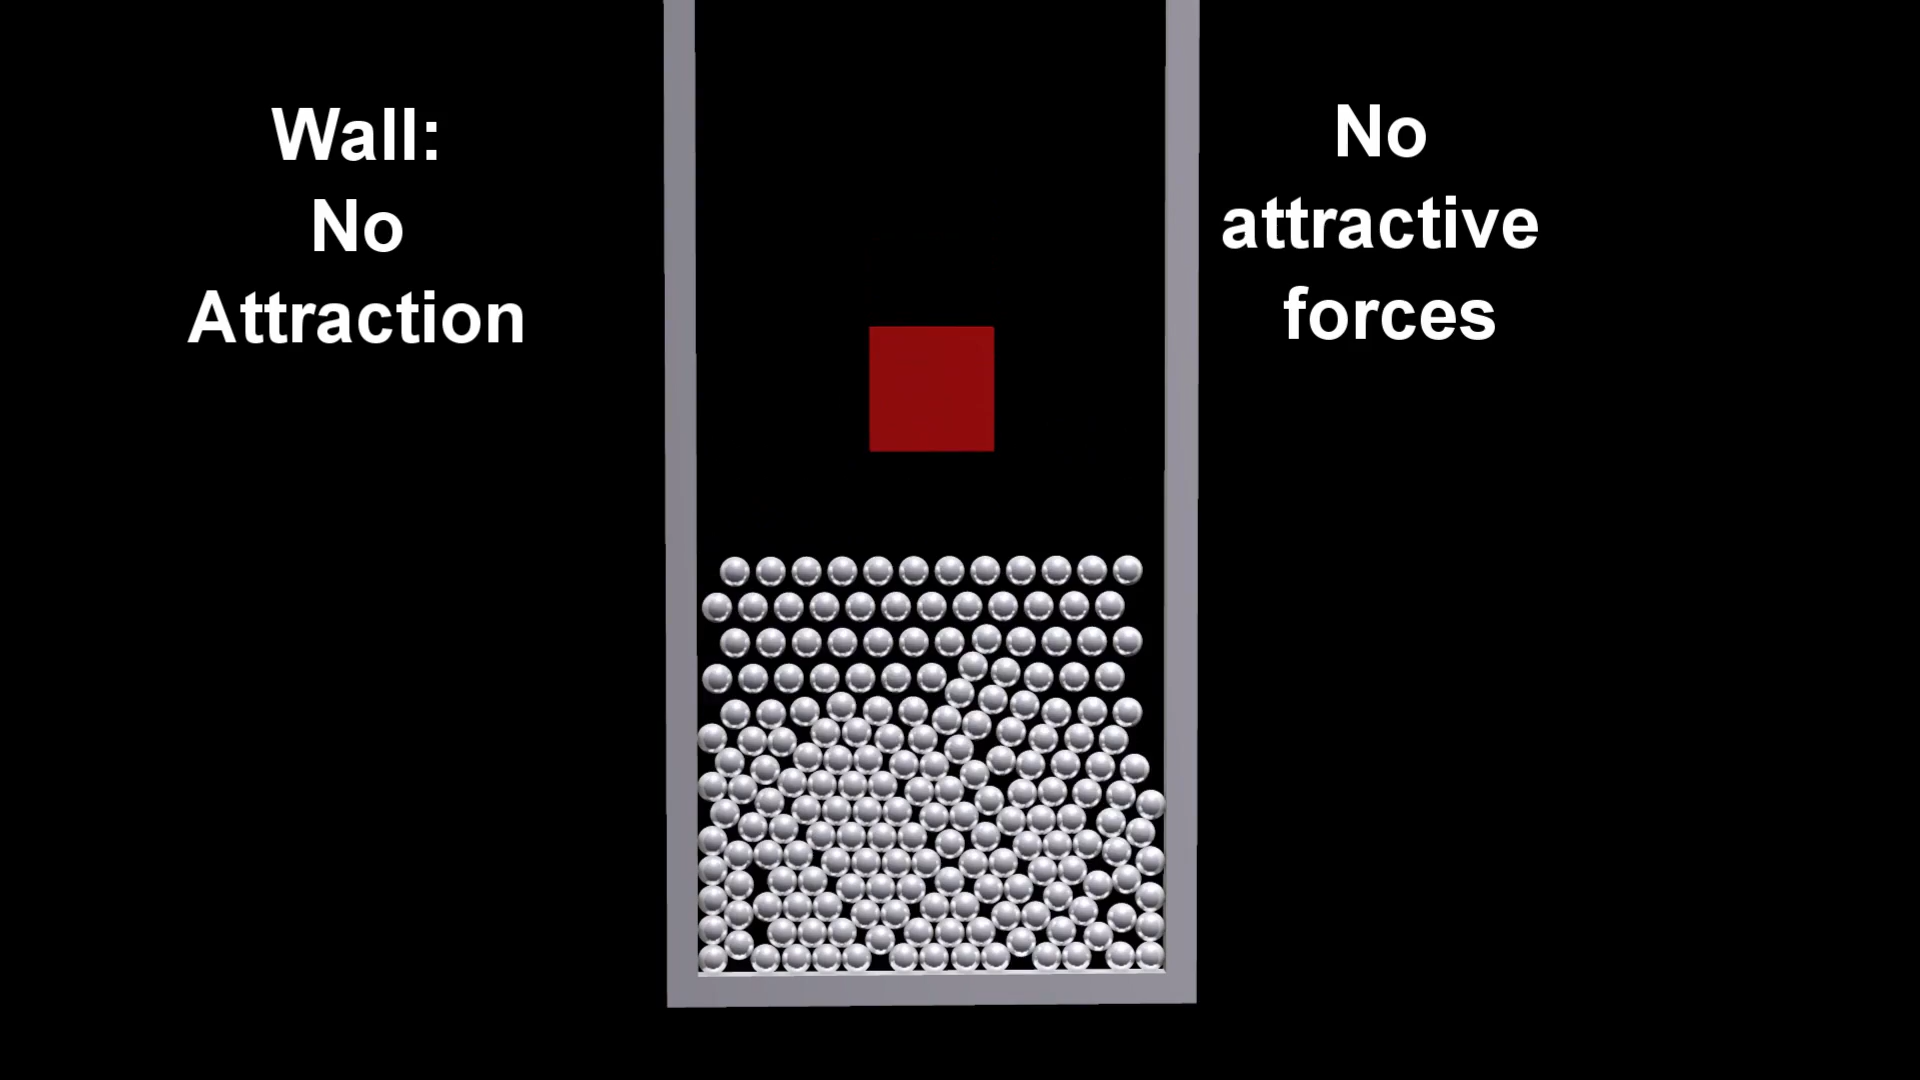 Wall:
No
Attraction
No
attractive
forces